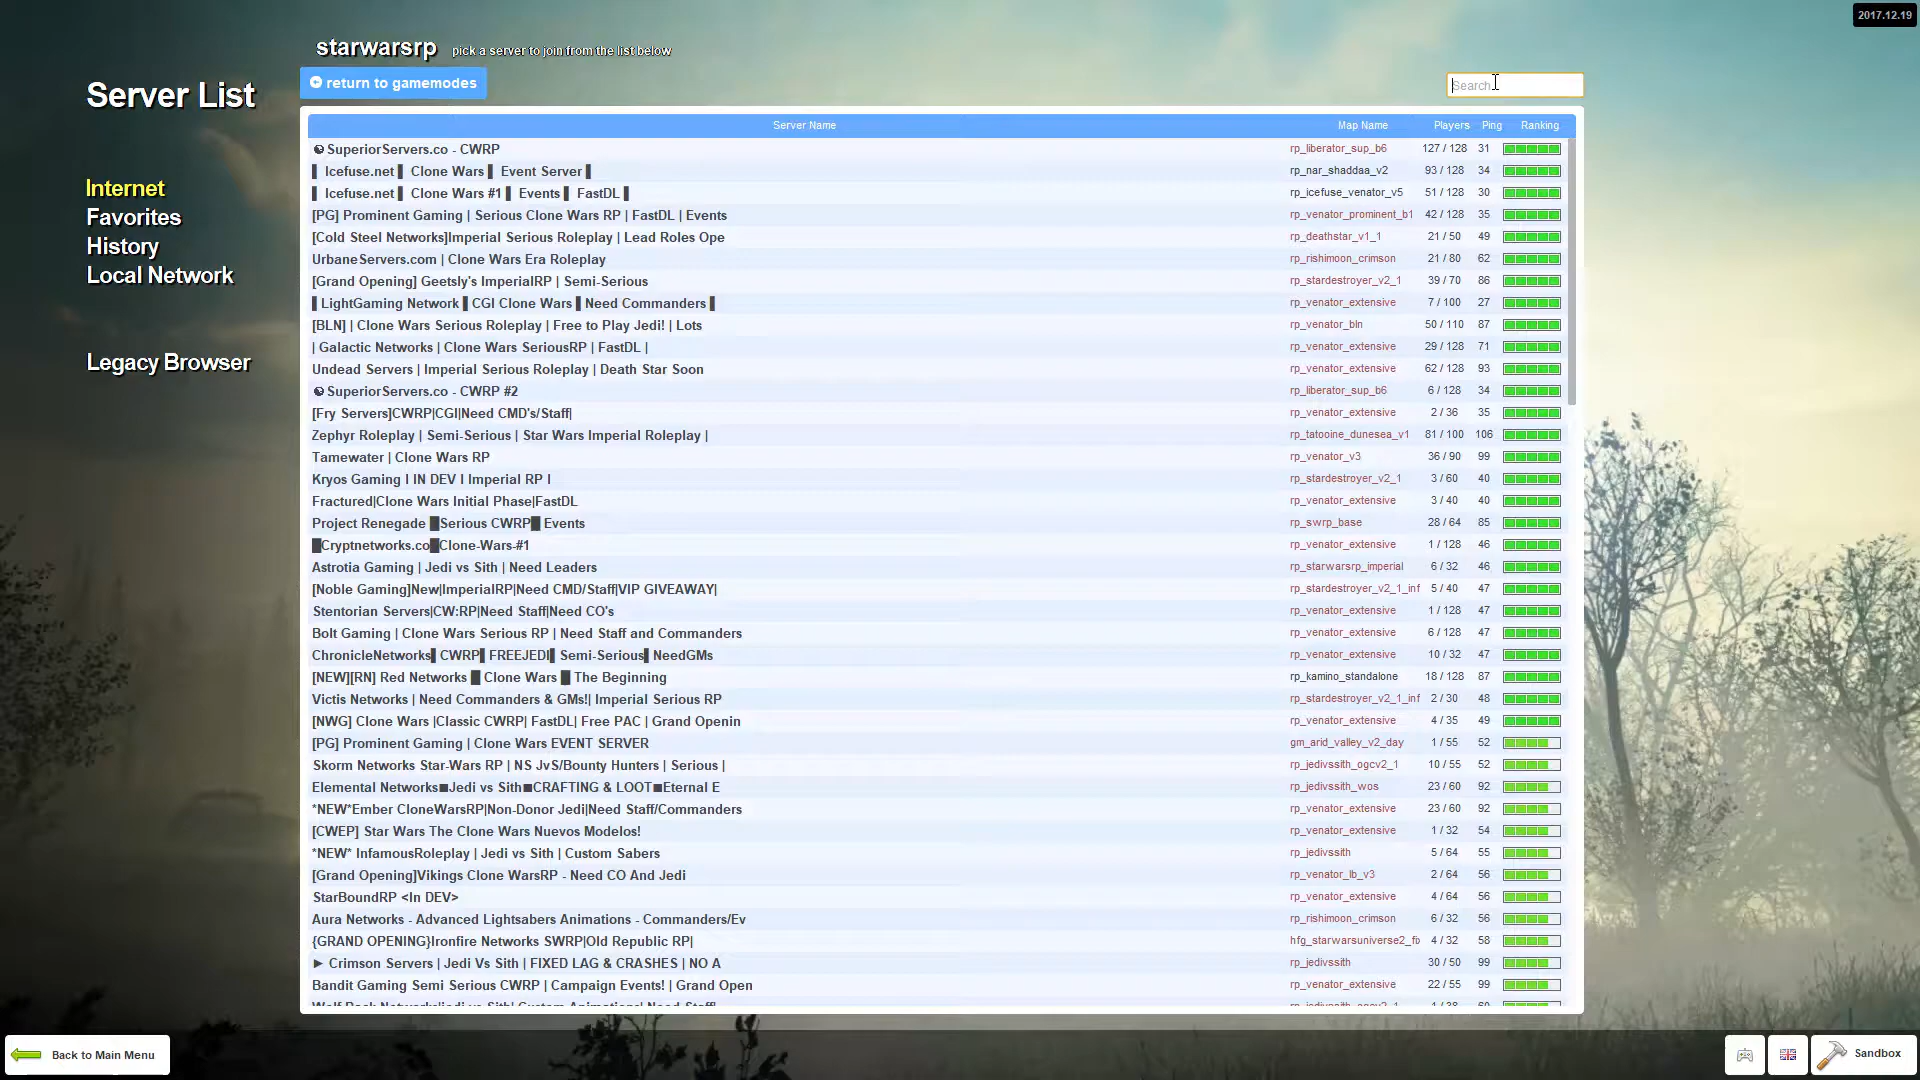 2017.12.19
starwarsrp pick a server to join from the list below
return to gamemodes
Search
Server List
Internet
Favorites
History
Local Network
Legacy Browser
Server Name Map Name Players Ping Ranking
SuperiorServers.co - CWRP rp_liberator_sup_b6 127 / 128 31
▌ Icefuse.net ▌ Clone Wars ▌ Event Server ▌ rp_nar_shaddaa_v2 93 / 128 34
▌ Icefuse.net ▌ Clone Wars #1 ▌ Events ▌ FastDL ▌ rp_icefuse_venator_v5 51 / 128 30
[PG] Prominent Gaming | Serious Clone Wars RP | FastDL | Events rp_venator_prominent_b1 42 / 128 35
[Cold Steel Networks]Imperial Serious Roleplay | Lead Roles Ope rp_deathstar_v1_1 21 / 50 49
UrbaneServers.com | Clone Wars Era Roleplay rp_rishimoon_crimson 21 / 80 62
[Grand Opening] Geetsly's ImperialRP | Semi-Serious rp_stardestroyer_v2_1 39 / 70 86
▌LightGaming Network ▌CGI Clone Wars ▌Need Commanders ▌ rp_venator_extensive 7 / 100 27
[BLN] | Clone Wars Serious Roleplay | Free to Play Jedi! | Lots rp_venator_bln 50 / 110 87
| Galactic Networks | Clone Wars SeriousRP | FastDL | rp_venator_extensive 29 / 128 71
Undead Servers | Imperial Serious Roleplay | Death Star Soon rp_venator_extensive 62 / 128 93
SuperiorServers.co - CWRP #2 rp_liberator_sup_b6 6 / 128 34
[Fry Servers]CWRP|CGI|Need CMD's/Staff| rp_venator_extensive 2 / 36 35
Zephyr Roleplay | Semi-Serious | Star Wars Imperial Roleplay | rp_tatooine_dunesea_v1 81 / 100 106
Tamewater | Clone Wars RP rp_venator_v3 36 / 90 99
Kryos Gaming I IN DEV I Imperial RP I rp_stardestroyer_v2_1 3 / 60 40
Fractured|Clone Wars Initial Phase|FastDL rp_venator_extensive 3 / 40 40
Project Renegade █Serious CWRP█ Events rp_swrp_base 28 / 64 85
█Cryptnetworks.co█Clone-Wars-#1 rp_venator_extensive 1 / 128 46
Astrotia Gaming | Jedi vs Sith | Need Leaders rp_starwarsrp_imperial 6 / 32 46
[Noble Gaming]New|ImperialRP|Need CMD/Staff|VIP GIVEAWAY| rp_stardestroyer_v2_1_inf 5 / 40 47
Stentorian Servers|CW:RP|Need Staff|Need CO's rp_venator_extensive 1 / 128 47
Bolt Gaming | Clone Wars Serious RP | Need Staff and Commanders rp_venator_extensive 6 / 128 47
ChronicleNetworks▌ CWRP▌ FREEJEDI▌ Semi-Serious▌ NeedGMs rp_venator_extensive 10 / 32 47
[NEW][RN] Red Networks █ Clone Wars █ The Beginning rp_kamino_standalone 18 / 128 87
Victis Networks | Need Commanders & GMs!| Imperial Serious RP rp_stardestroyer_v2_1_inf 2 / 30 48
[NWG] Clone Wars |Classic CWRP| FastDL| Free PAC | Grand Openin rp_venator_extensive 4 / 35 49
[PG] Prominent Gaming | Clone Wars EVENT SERVER gm_arid_valley_v2_day 1 / 55 52
Skorm Networks Star-Wars RP | NS JvS/Bounty Hunters | Serious | rp_jedivssith_ogcv2_1 10 / 55 52
Elemental Networks■Jedi vs Sith■CRAFTING & LOOT■Eternal E rp_jedivssith_wos 23 / 60 92
*NEW*Ember CloneWarsRP|Non-Donor Jedi|Need Staff/Commanders rp_venator_extensive 23 / 60 92
[CWEP] Star Wars The Clone Wars Nuevos Modelos! rp_venator_extensive 1 / 32 54
*NEW* InfamousRoleplay | Jedi vs Sith | Custom Sabers rp_jedivssith 5 / 64 55
[Grand Opening]Vikings Clone WarsRP - Need CO And Jedi rp_venator_lb_v3 2 / 64 56
StarBoundRP <In DEV> rp_venator_extensive 4 / 64 56
Aura Networks - Advanced Lightsabers Animations - Commanders/Ev rp_rishimoon_crimson 6 / 32 56
{GRAND OPENING}Ironfire Networks SWRP|Old Republic RP| hfg_starwarsuniverse2_fb 4 / 32 58
► Crimson Servers | Jedi Vs Sith | FIXED LAG & CRASHES | NO A rp_jedivssith 30 / 50 99
Bandit Gaming Semi Serious CWRP | Campaign Events! | Grand Open rp_venator_extensive 22 / 55 99
Back to Main Menu
Sandbox